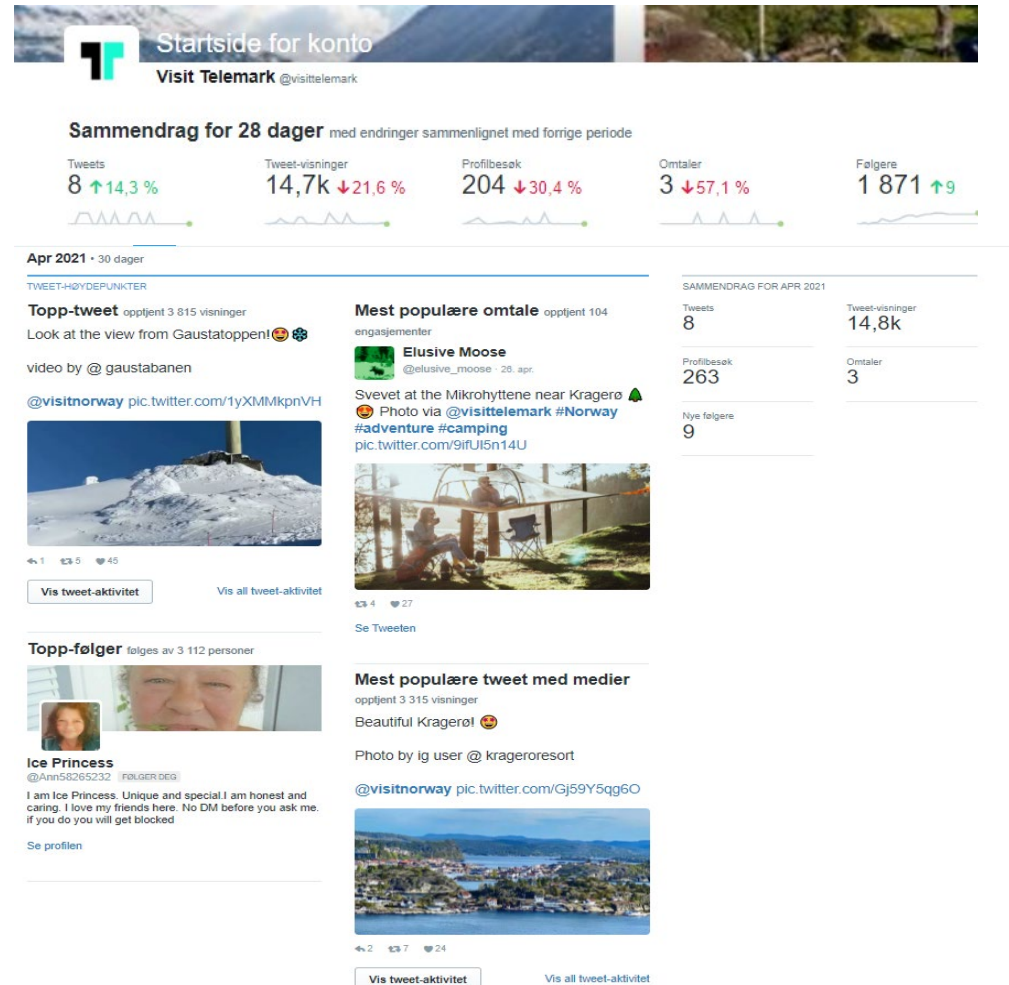 Startside for konto
Visit Telemark @visittelemark
Sammendrag for 28 dager med endringer sammenlignet med forrige periode
Tweets
8 ↑14,3 %
Tweet-visninger
14,7k ↓21,6 %
Profilbesøk
204 ↓30,4 %
Omtaler
3 ↓57,1 %
Følgere
1 871 ↑9
Apr 2021 • 30 dager
TWEET-HØYDEPUNKTER
Topp-tweet opptjent 3 815 visninger
Look at the view from Gaustatoppen!😍❄
video by @ gaustabanen
@visitnorway pic.twitter.com/1yXMMkpnVH
1 5 45
Vis tweet-aktivitet
Vis all tweet-aktivitet
Topp-følger følges av 3 112 personer
Ice Princess
@Ann58265232 FØLGER DEG
I am Ice Princess. Unique and special.I am honest and
caring. I love my friends here. No DM before you ask me.
if you do you will get blocked
Se profilen
Mest populære omtale opptjent 104
engasjementer
Elusive Moose
@elusive_moose · 26. apr.
Svevet at the Mikrohyttene near Kragerø 🌲
😍 Photo via @visittelemark #Norway
#adventure #camping
pic.twitter.com/9ifUI5n14U
4 27
Se Tweeten
Mest populære tweet med medier
opptjent 3 315 visninger
Beautiful Kragerø! 😍
Photo by ig user @ krageroresort
@visitnorway pic.twitter.com/Gj59Y5qg6O
2 7 24
Vis tweet-aktivitet
Vis all tweet-aktivitet
SAMMENDRAG FOR APR 2021
Tweets
8
Tweet-visninger
14,8k
Profilbesøk
263
Omtaler
3
Nye følgere
9